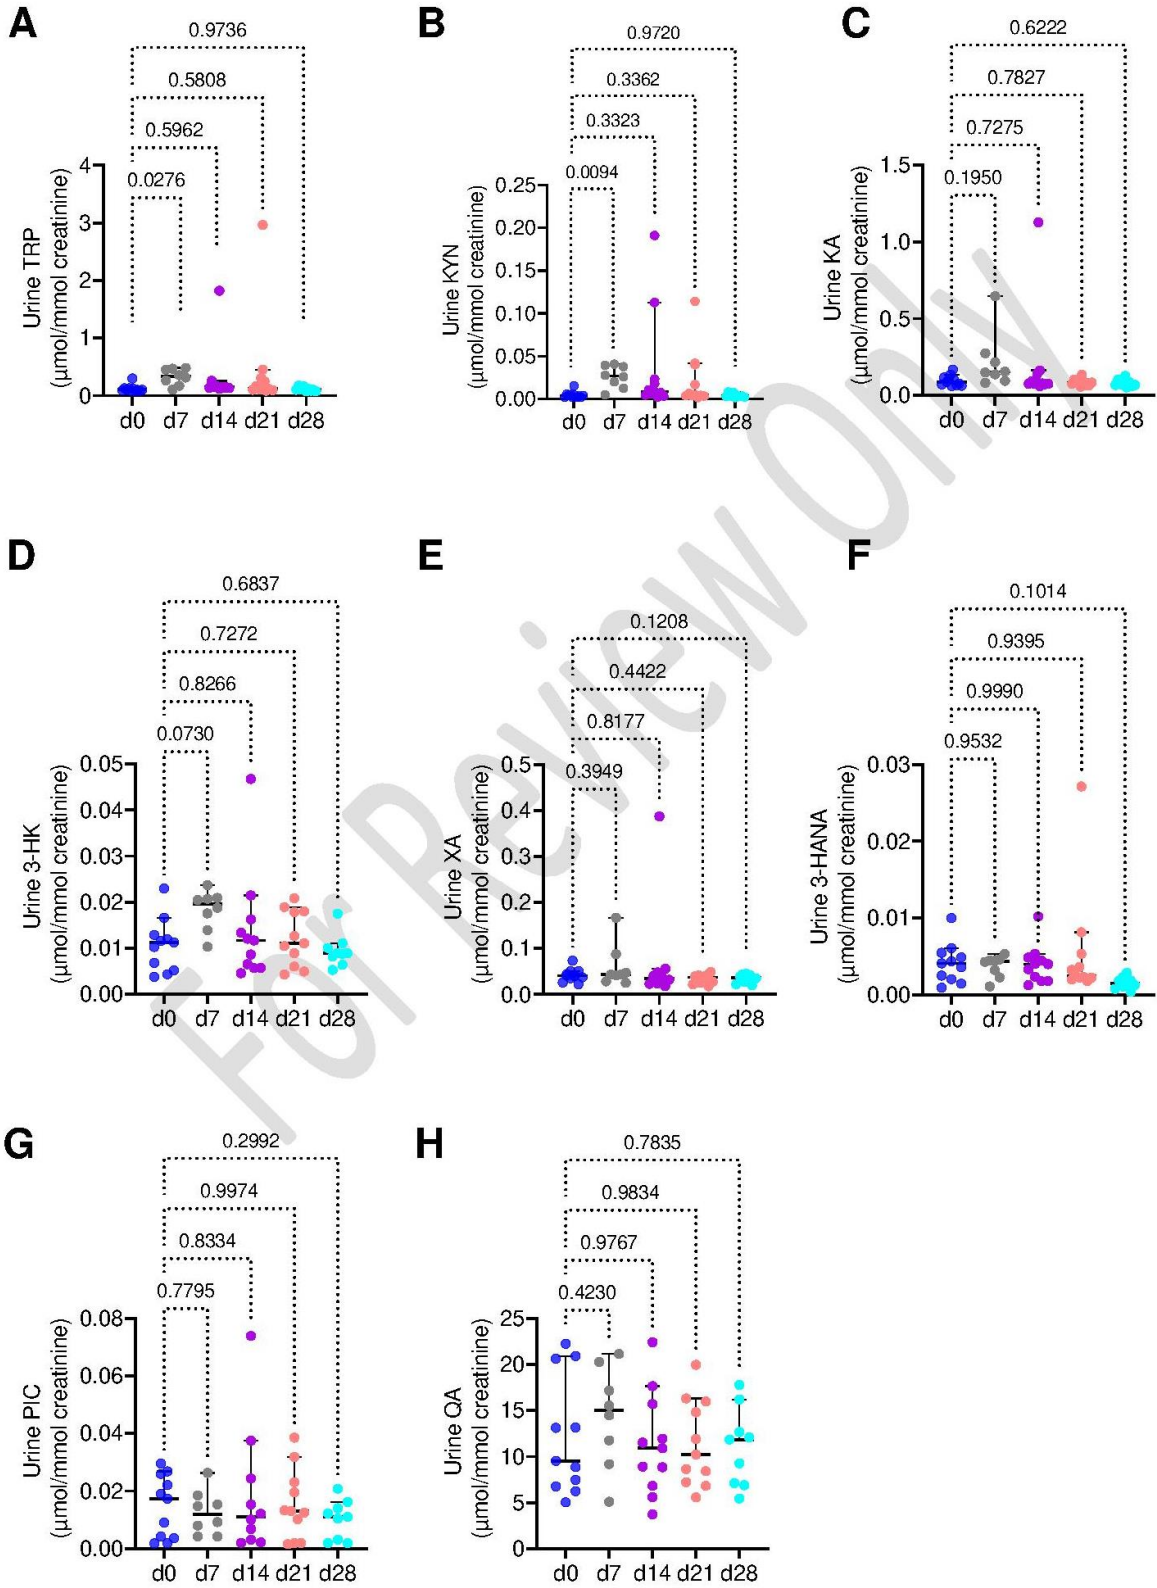 A
0.9736
0.5808
0.5962
0.0276
Urine TRP
(µmol/mmol creatinine)
4
3
2
1
0
d0 d7 d14 d21 d28
B
0.9720
0.3362
0.3323
0.0094
Urine KYN
(µmol/mmol creatinine)
0.25
0.20
0.15
0.10
0.05
0.00
d0 d7 d14 d21 d28
C
0.6222
0.7827
0.7275
0.1950
Urine KA
(µmol/mmol creatinine)
1.5
1.0
0.5
0.0
d0 d7 d14 d21 d28
D
0.6837
0.7272
0.8266
0.0730
Urine 3-HK
(µmol/mmol creatinine)
0.05
0.04
0.03
0.02
0.01
0.00
d0 d7 d14 d21 d28
E
0.1208
0.4422
0.8177
0.3949
Urine XA
(µmol/mmol creatinine)
0.5
0.4
0.3
0.2
0.1
0.0
d0 d7 d14 d21 d28
F
0.1014
0.9395
0.9990
0.9532
Urine 3-HANA
(µmol/mmol creatinine)
0.03
0.02
0.01
0.00
d0 d7 d14 d21 d28
G
0.2992
0.9974
0.8334
0.7795
Urine PIC
(µmol/mmol creatinine)
0.08
0.06
0.04
0.02
0.00
d0 d7 d14 d21 d28
H
0.7835
0.9834
0.9767
0.4230
Urine QA
(µmol/mmol creatinine)
25
20
15
10
5
0
d0 d7 d14 d21 d28
For Review Only